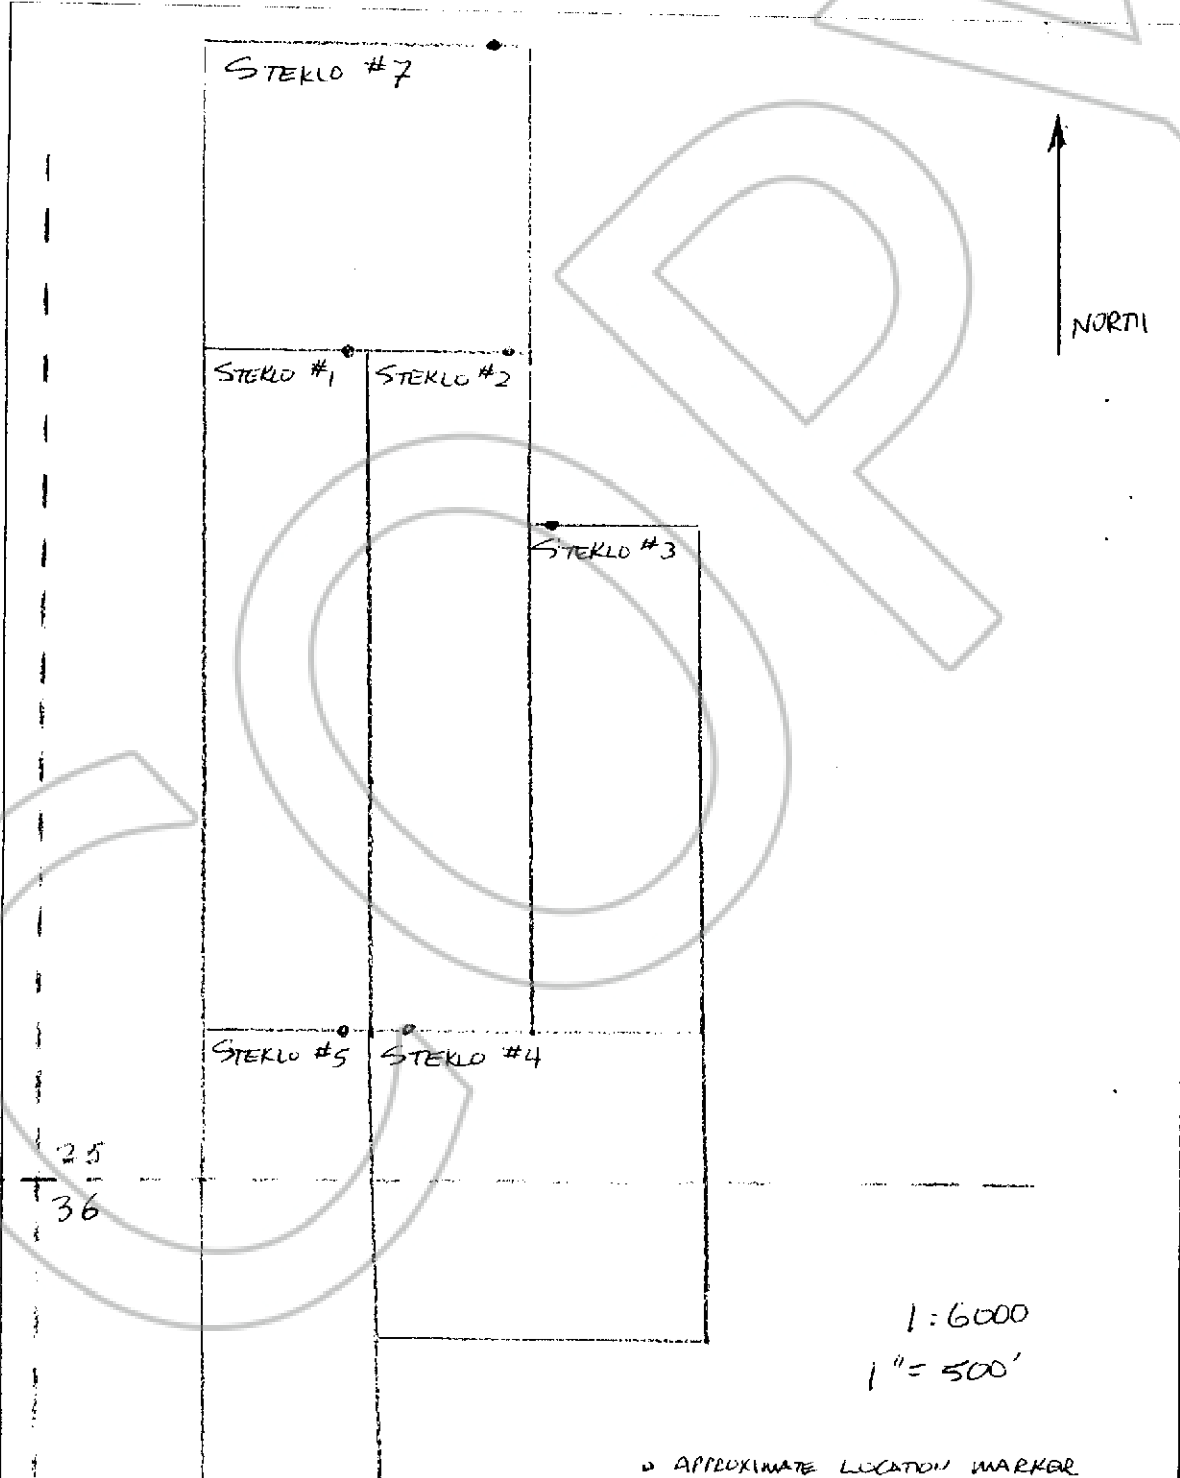 STEKLO #7
NORTH
STEKLO #1
STEKLO #2
STEKLO #3
STEKLO #5
STEKLO #4
25
36
1:6000
1"= 500'
APPROXIMATE LOCATION MARKER
COPY